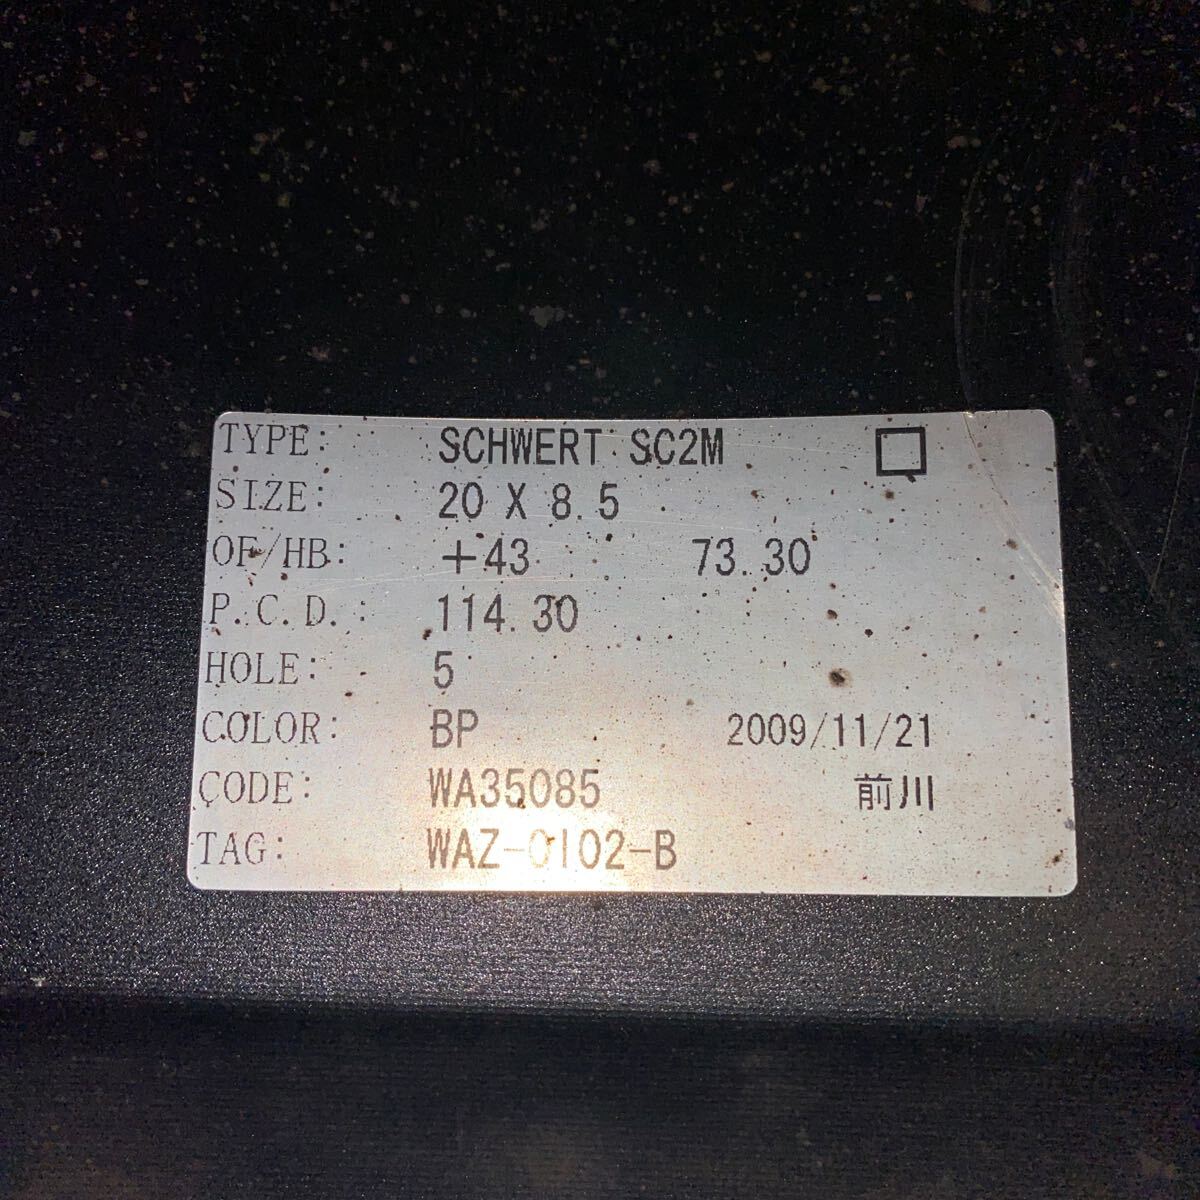 TYPE: SCHWERT SC2M □
SIZE: 20 X 8.5
OF/HB: +43 73.30
P.C.D.: 114.30
HOLE: 5
COLOR: BP 2009/11/21
CODE: WA35085 前川
TAG: WAZ-0102-B